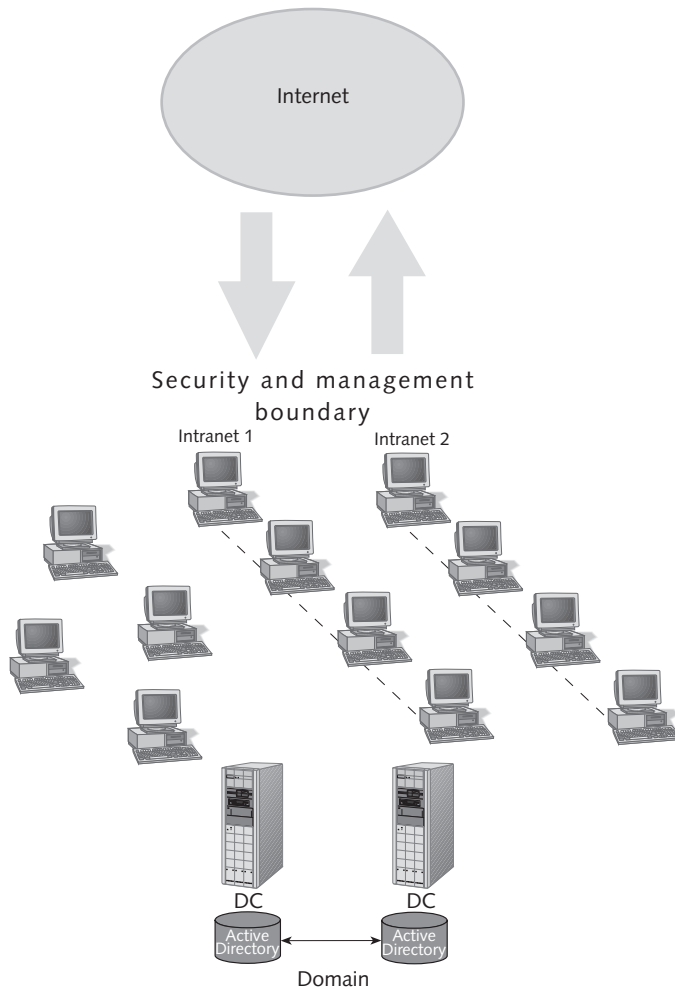 Internet
Security and management
boundary
Intranet 1
Intranet 2
DC
DC
Active
Directory
Active
Directory
Domain